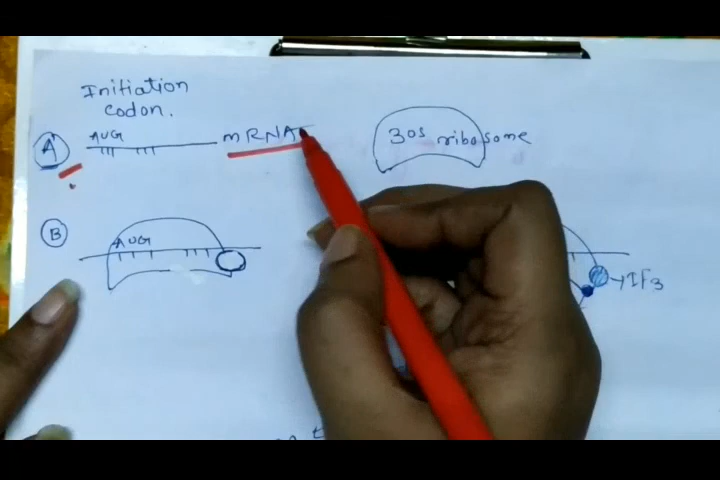 Initiation
codon.
A AUG mRNA 30s ribosome
B AUG
IF3